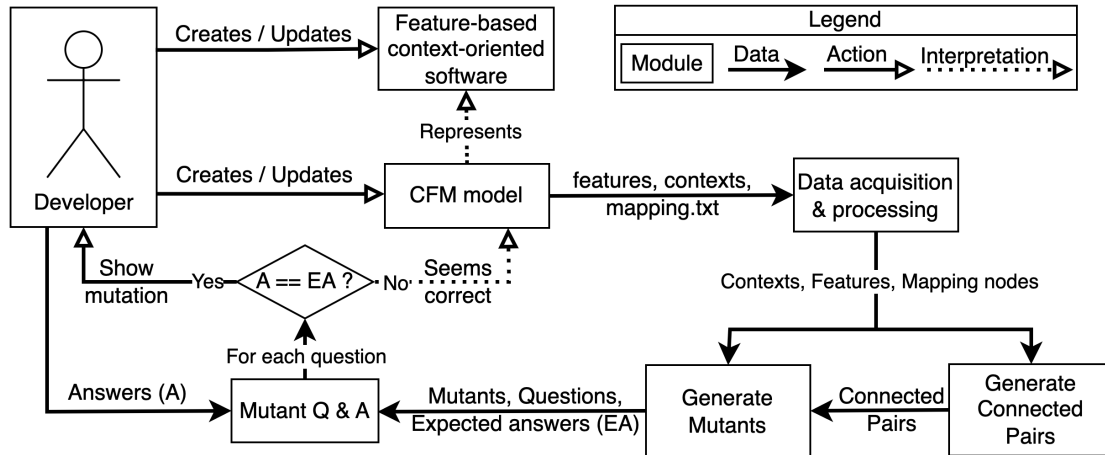 Creates / Updates
Feature-based
context-oriented
software
Legend
Module
Data
Action
Interpretation
Represents
Developer
Creates / Updates
CFM model
features, contexts,
mapping.txt
Data acquisition
& processing
Show
mutation
Yes
A == EA ?
No
Seems
correct
Contexts, Features, Mapping nodes
For each question
Answers (A)
Mutant Q & A
Mutants, Questions,
Expected answers (EA)
Generate
Mutants
Connected
Pairs
Generate
Connected
Pairs